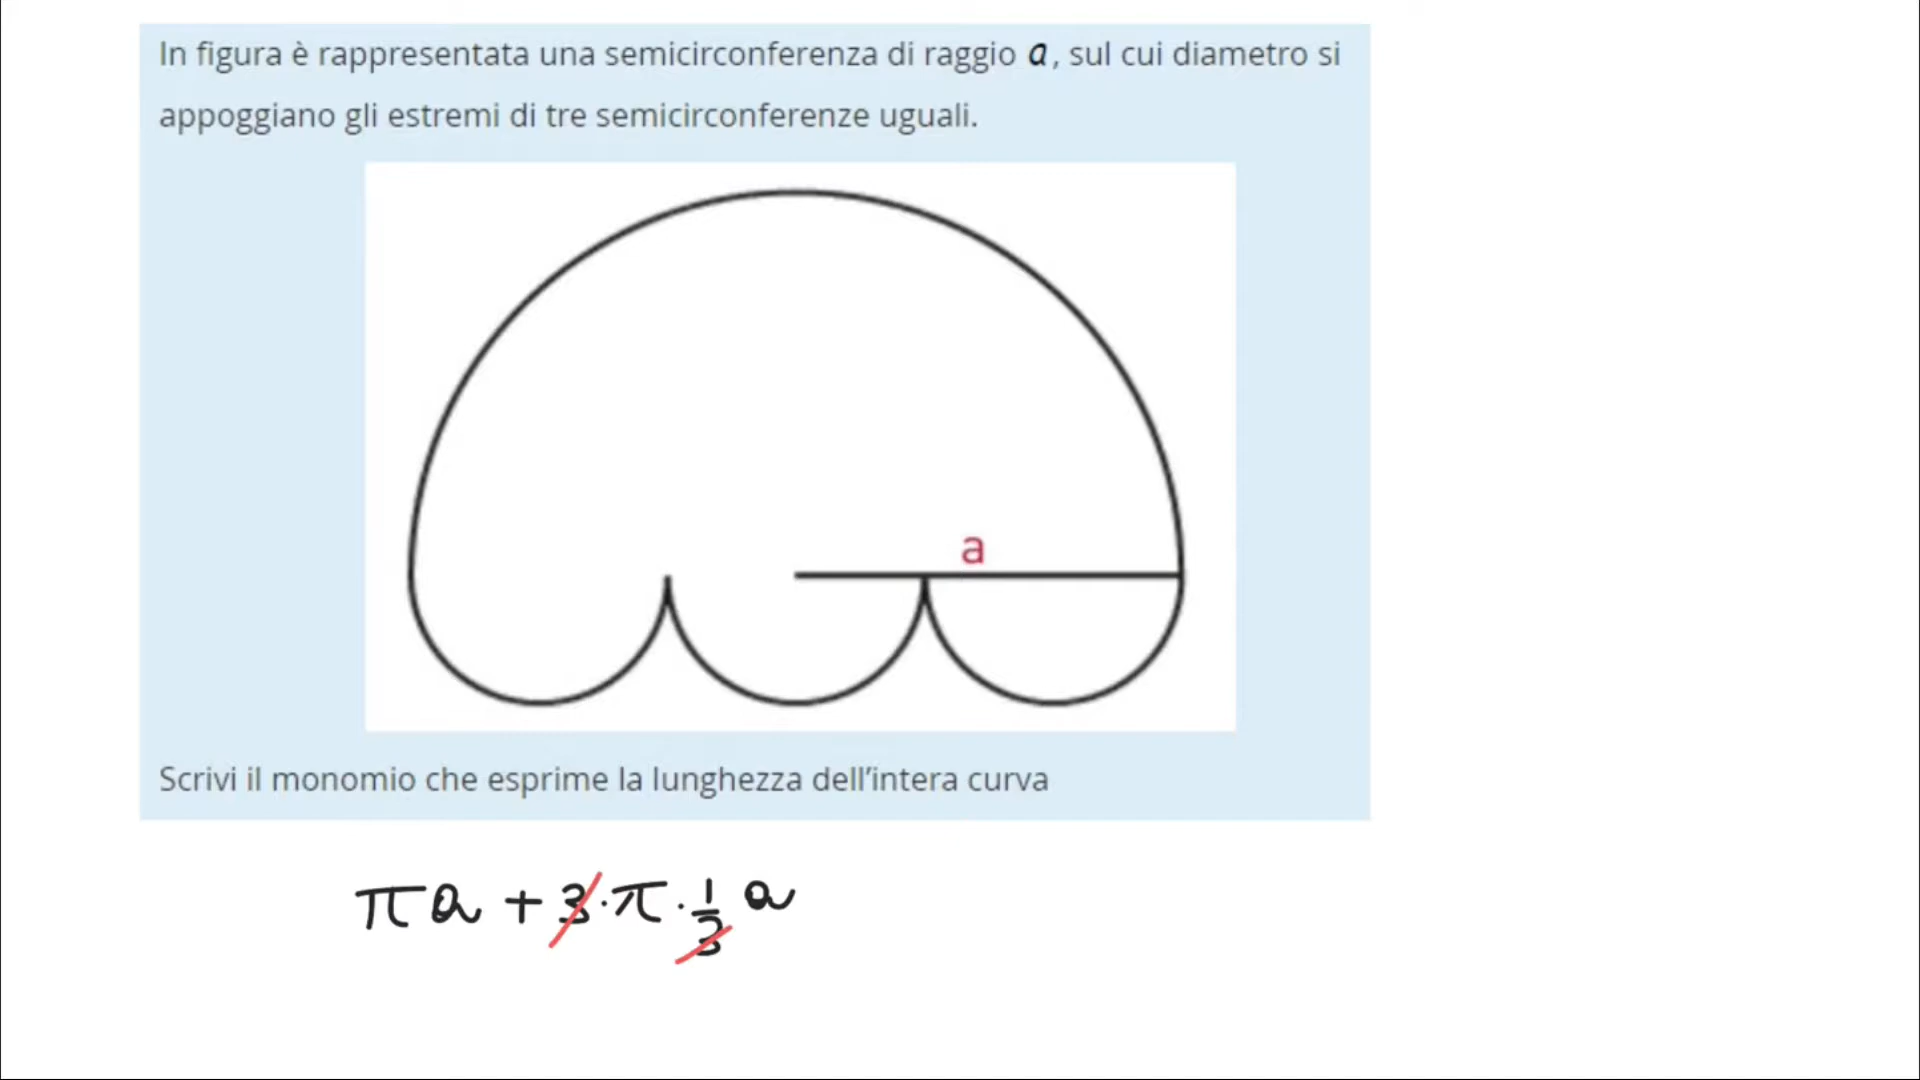 In figura è rappresentata una semicirconferenza di raggio a, sul cui diametro si
appoggiano gli estremi di tre semicirconferenze uguali.
a
Scrivi il monomio che esprime la lunghezza dell’intera curva
πa + 3·π·1/3 a